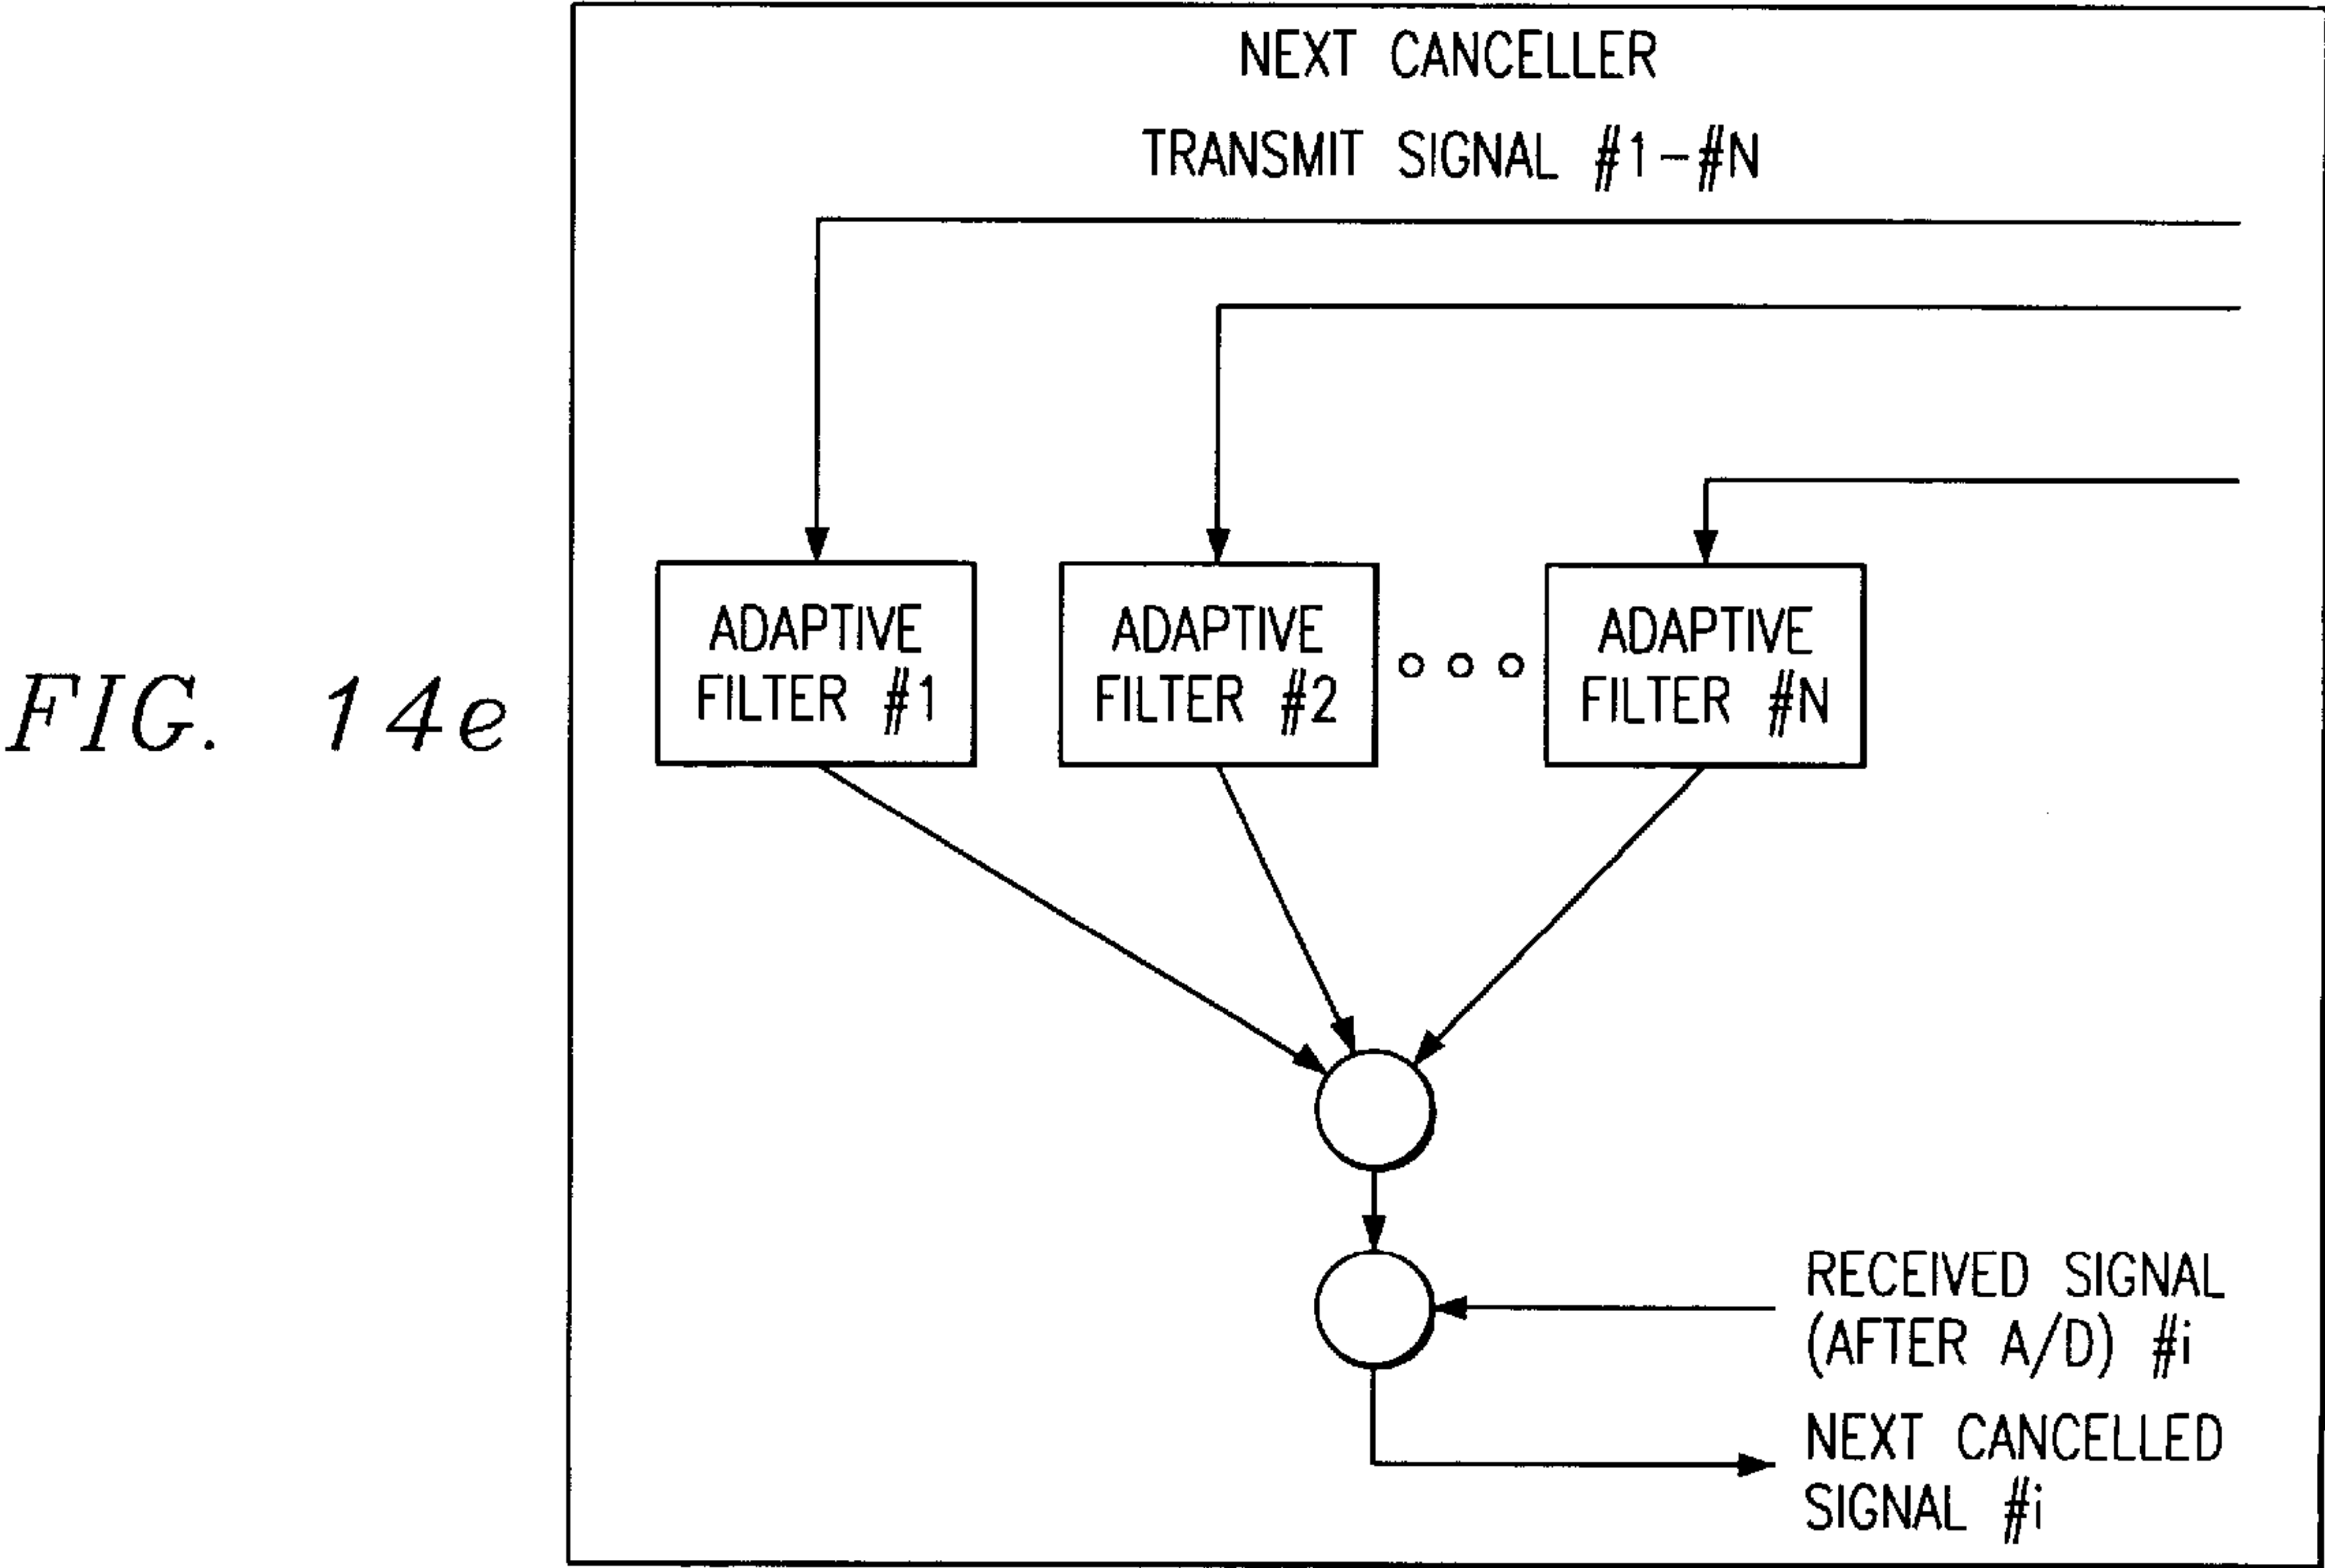 NEXT CANCELLER
TRANSMIT SIGNAL #1-#N
ADAPTIVE
FILTER #1
ADAPTIVE
FILTER #2
ADAPTIVE
FILTER #N
FIG. 14e
RECEIVED SIGNAL
(AFTER A/D) #i
NEXT CANCELLED
SIGNAL #i